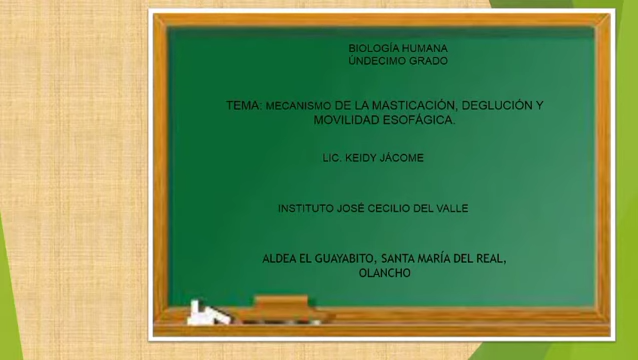 BIOLOGÍA HUMANA
ÚNDECIMO GRADO
TEMA: MECANISMO DE LA MASTICACIÓN, DEGLUCIÓN Y
MOVILIDAD ESOFÁGICA.
LIC. KEIDY JÁCOME
INSTITUTO JOSÉ CECILIO DEL VALLE
ALDEA EL GUAYABITO, SANTA MARÍA DEL REAL,
OLANCHO